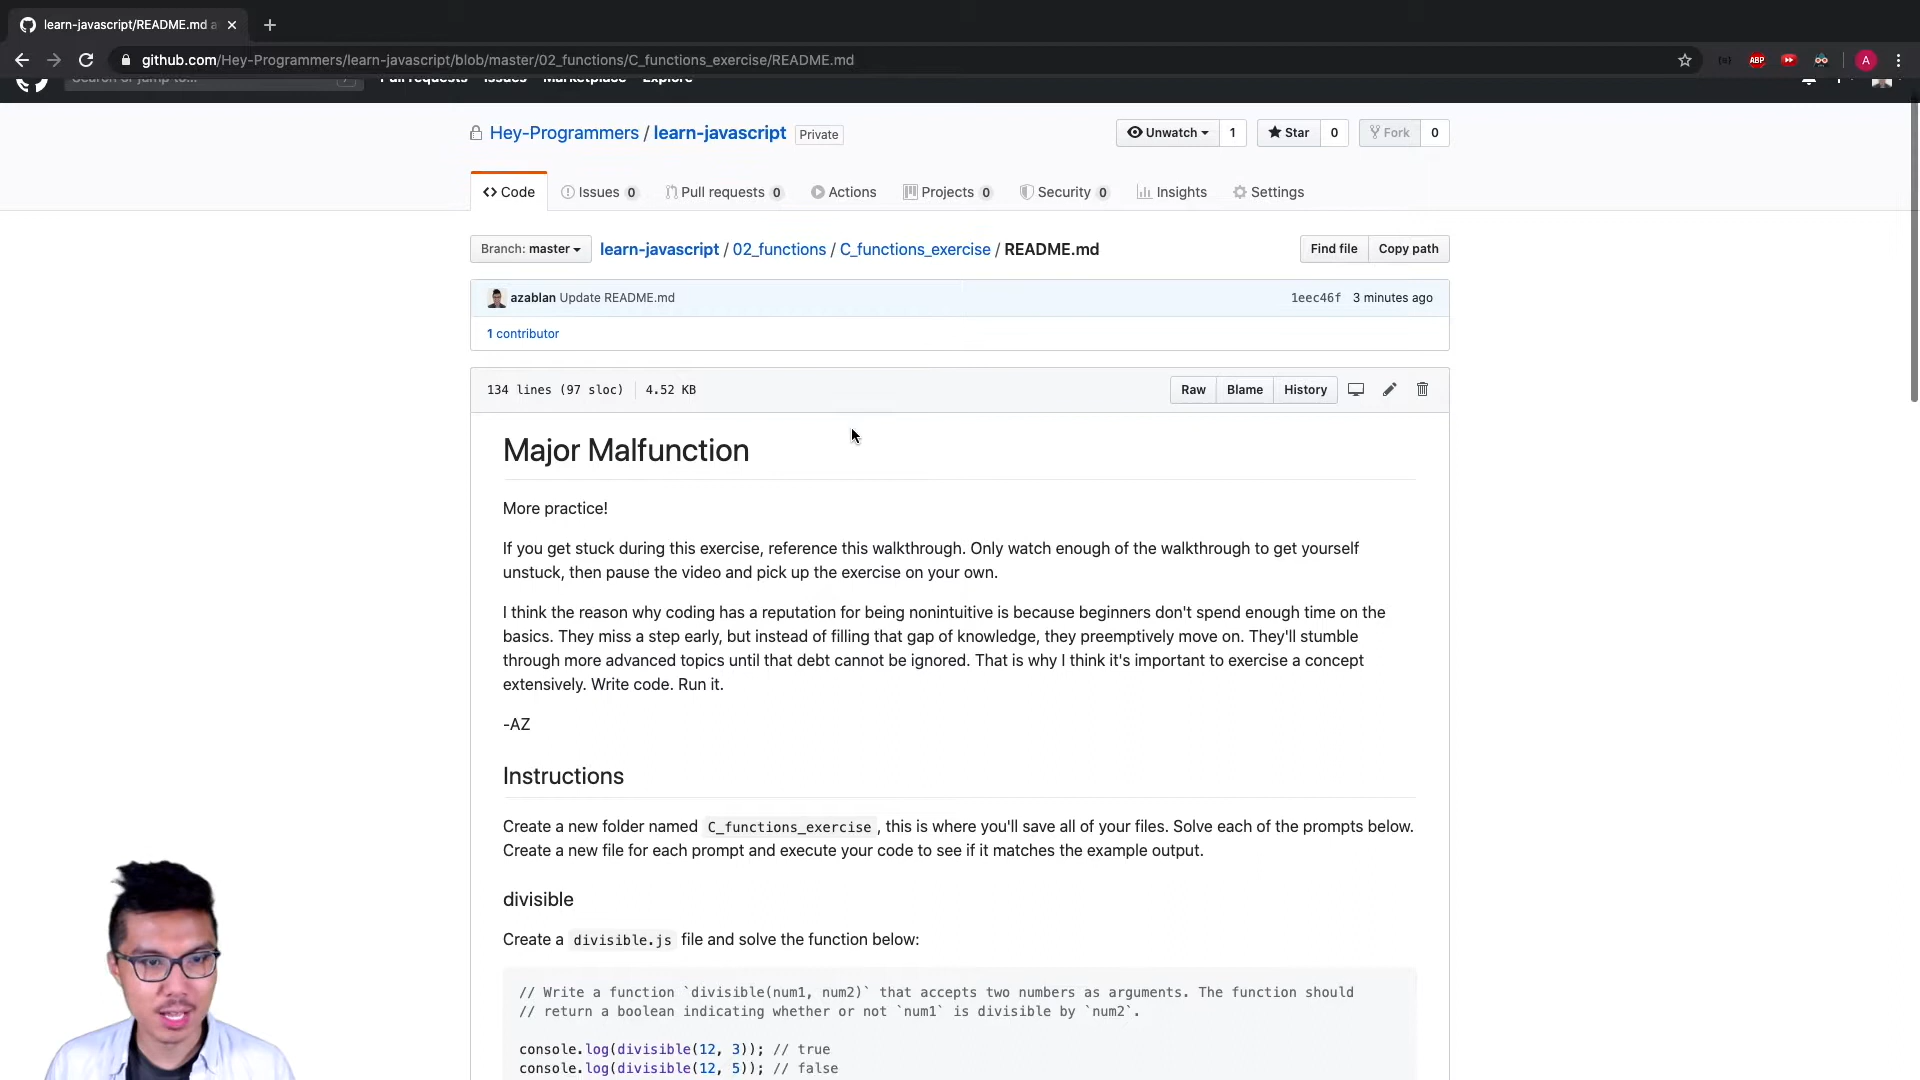 learn-javascript/README.md a
github.com/Hey-Programmers/learn-javascript/blob/master/02_functions/C_functions_exercise/README.md
ABP
A
Search or jump to...
Pull requests Issues Marketplace Explore
Hey-Programmers / learn-javascript Private
Unwatch 1 Star 0 Fork 0
Code Issues 0 Pull requests 0 Actions Projects 0 Security 0 Insights Settings
Branch: master learn-javascript / 02_functions / C_functions_exercise / README.md Find file Copy path
azablan Update README.md 1eec46f 3 minutes ago
1 contributor
134 lines (97 sloc) 4.52 KB Raw Blame History
Major Malfunction
More practice!
If you get stuck during this exercise, reference this walkthrough. Only watch enough of the walkthrough to get yourself
unstuck, then pause the video and pick up the exercise on your own.
I think the reason why coding has a reputation for being nonintuitive is because beginners don't spend enough time on the
basics. They miss a step early, but instead of filling that gap of knowledge, they preemptively move on. They'll stumble
through more advanced topics until that debt cannot be ignored. That is why I think it's important to exercise a concept
extensively. Write code. Run it.
-AZ
Instructions
Create a new folder named C_functions_exercise , this is where you'll save all of your files. Solve each of the prompts below.
Create a new file for each prompt and execute your code to see if it matches the example output.
divisible
Create a divisible.js file and solve the function below:
// Write a function `divisible(num1, num2)` that accepts two numbers as arguments. The function should
// return a boolean indicating whether or not `num1` is divisible by `num2`.
console.log(divisible(12, 3)); // true
console.log(divisible(12, 5)); // false